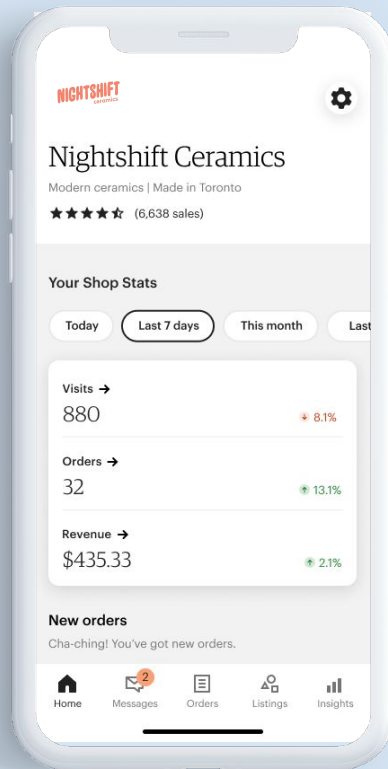 NIGHTSHIFT
ceramics
Nightshift Ceramics
Modern ceramics | Made in Toronto
(6,638 sales)
Your Shop Stats
Today Last 7 days This month Last
Visits →
880 8.1%
Orders →
32 13.1%
Revenue →
$435.33 2.1%
New orders
Cha-ching! You've got new orders.
2
Home Messages Orders Listings Insights